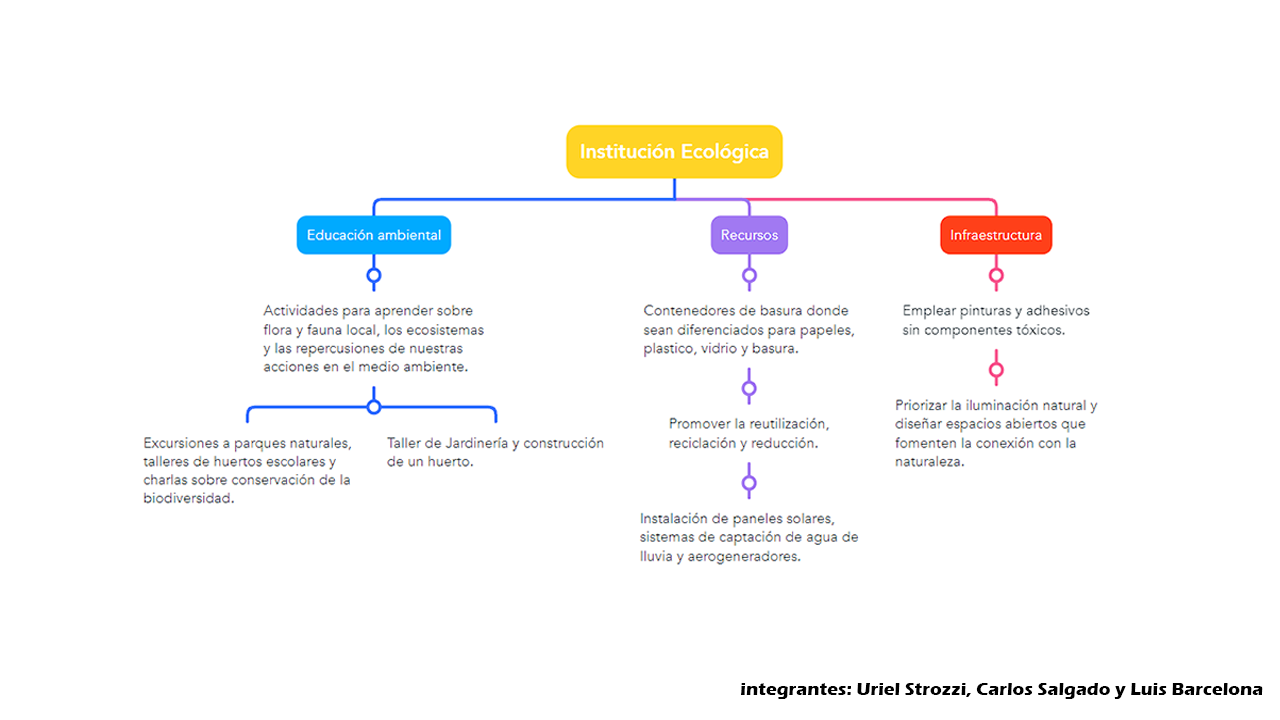 Institución Ecológica
Educación ambiental
Actividades para aprender sobre
flora y fauna local, los ecosistemas
y las repercusiones de nuestras
acciones en el medio ambiente.
Excursiones a parques naturales,
talleres de huertos escolares y
charlas sobre conservación de la
biodiversidad.
Taller de Jardinería y construcción
de un huerto.
Recursos
Contenedores de basura donde
sean diferenciados para papeles,
plastico, vidrio y basura.
Promover la reutilización,
reciclación y reducción.
Instalación de paneles solares,
sistemas de captación de agua de
lluvia y aerogeneradores.
Infraestructura
Emplear pinturas y adhesivos
sin componentes tóxicos.
Priorizar la iluminación natural y
diseñar espacios abiertos que
fomenten la conexión con la
naturaleza.
integrantes: Uriel Strozzi, Carlos Salgado y Luis Barcelona